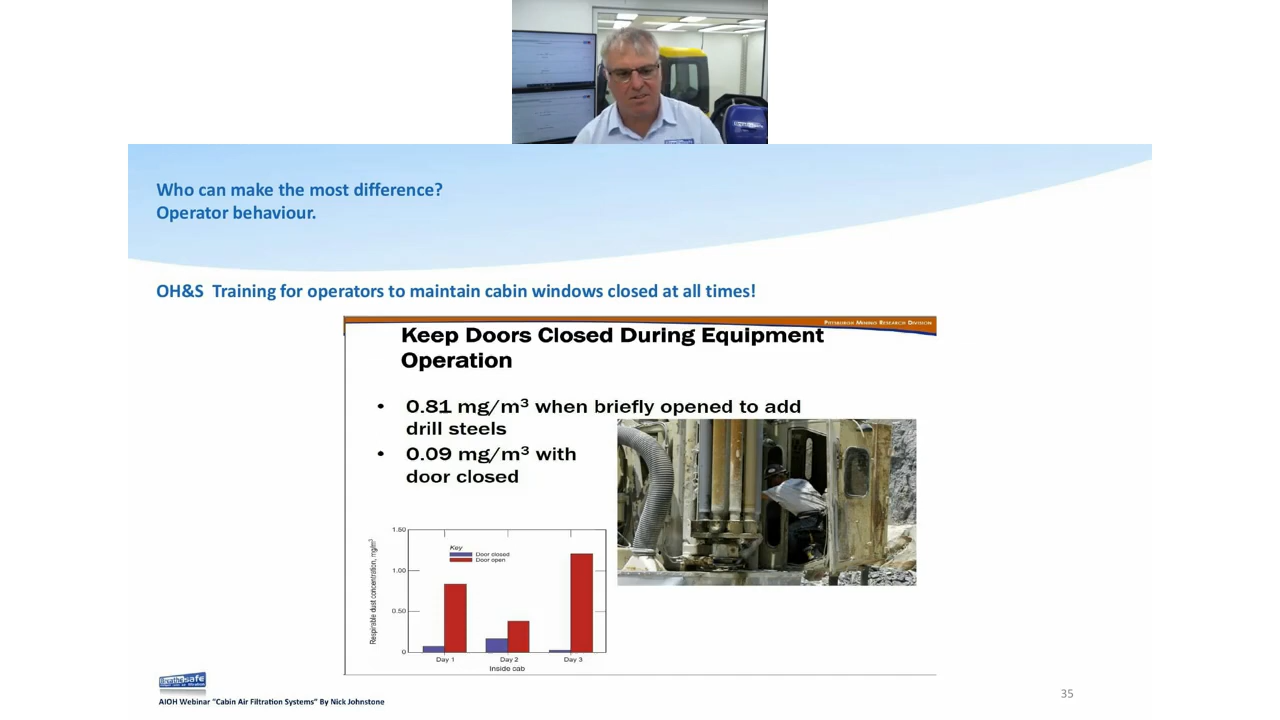 Who can make the most difference?
Operator behaviour.
OH&S Training for operators to maintain cabin windows closed at all times!
PITTSBURGH MINING RESEARCH DIVISION
Keep Doors Closed During Equipment
Operation
• 0.81 mg/m³ when briefly opened to add
drill steels
• 0.09 mg/m³ with
door closed
Respirable dust concentration, mg/m³
1.50
1.00
0.50
0
Key
Door closed
Door open
Day 1
Day 2
Day 3
Inside cab
Breathesafe
AIOH Webinar “Cabin Air Filtration Systems” By Nick Johnstone
35